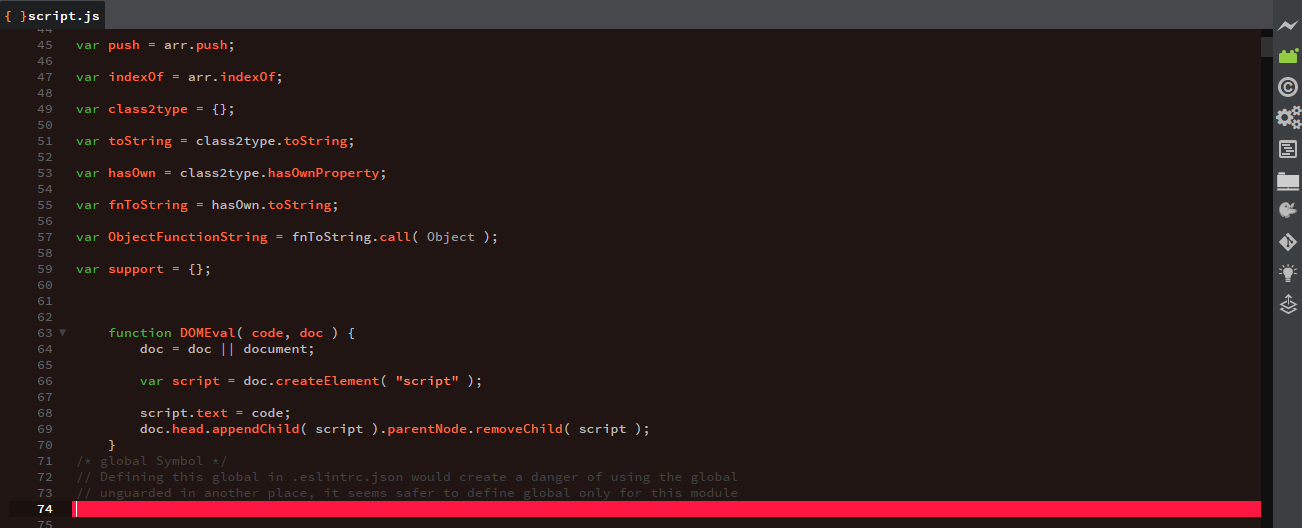 { }script.js
44
45 var push = arr.push;
46
47 var indexOf = arr.indexOf;
48
49 var class2type = {};
50
51 var toString = class2type.toString;
52
53 var hasOwn = class2type.hasOwnProperty;
54
55 var fnToString = hasOwn.toString;
56
57 var ObjectFunctionString = fnToString.call( Object );
58
59 var support = {};
60
61
62
63 function DOMEval( code, doc ) {
64 doc = doc || document;
65
66 var script = doc.createElement( "script" );
67
68 script.text = code;
69 doc.head.appendChild( script ).parentNode.removeChild( script );
70 }
71 /* global Symbol */
72 // Defining this global in .eslintrc.json would create a danger of using the global
73 // unguarded in another place, it seems safer to define global only for this module
74
75